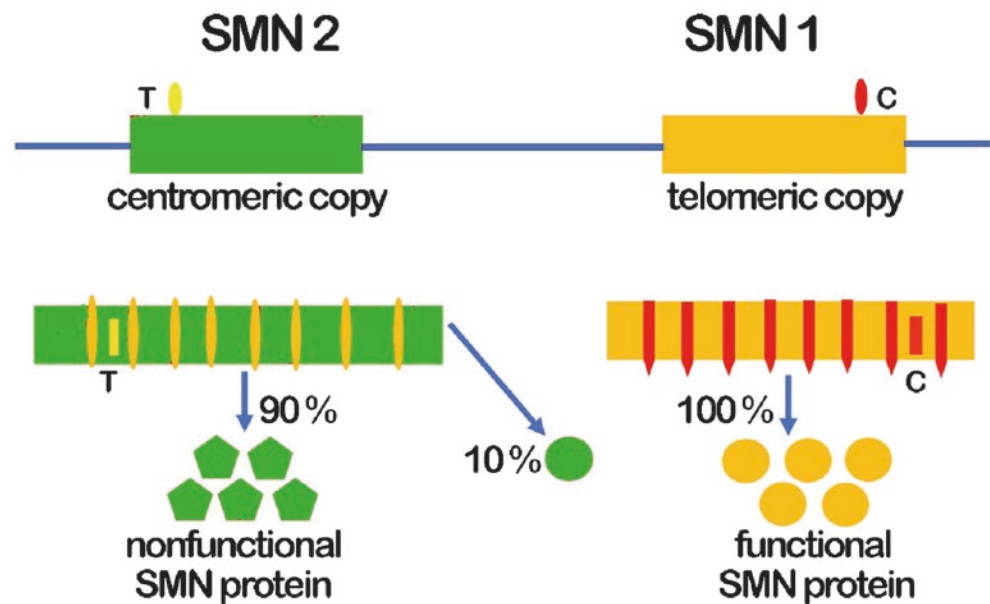 SMN 2
SMN 1
T
C
centromeric copy
telomeric copy
T
C
90 %
10 %
100 %
nonfunctional
SMN protein
functional
SMN protein